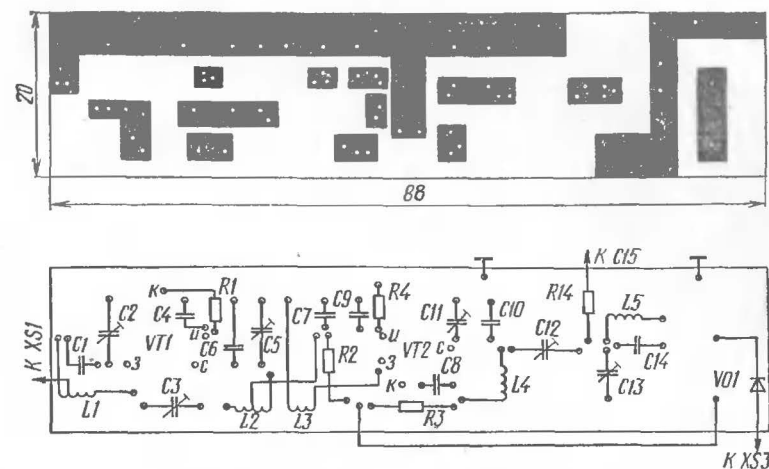 20
88
К C15
К XS1
C1
C2
К
C4
R1
VT1
и
C6
з
с
C5
C3
L1
L2
C7
C9
R4
и
R2
VT2
з
К
C8
L3
R3
C11
с
C10
L4
C12
R14
L5
C14
C13
VD1
К XS3